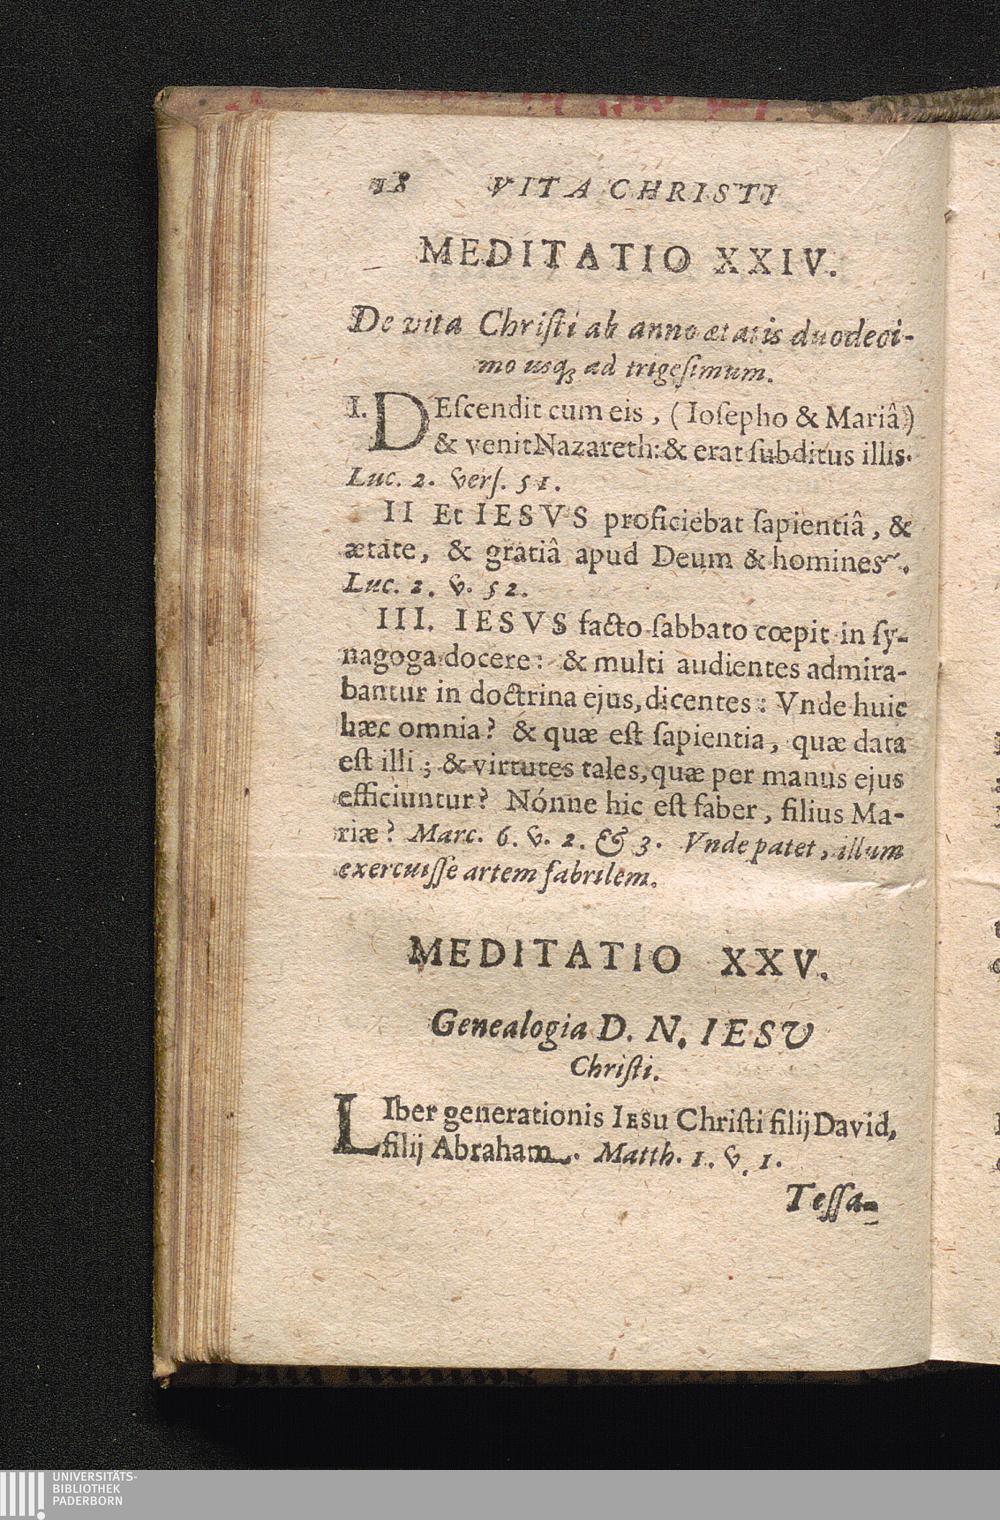 18 VITA CHRISTI
MEDITATIO XXIV.
De vita Chriſti ab anno ætatis duodeci-
mo uſq; ad trigeſimum.
I. DEſcendit cum eis, (Ioſepho & Mariâ)
& venit Nazareth: & erat ſubditus illis.
Luc. 2. verſ. 51.
II Et IESVS proficiebat ſapientiâ, &
ætate, & gratiâ apud Deum & homines.
Luc. 2. v. 52.
III. IESVS facto ſabbato cœpit in ſy-
nagoga docere: & multi audientes admira-
bantur in doctrina ejus, dicentes: Vnde huic
hæc omnia? & quæ eſt ſapientia, quæ data
eſt illi; & virtutes tales, quæ per manus ejus
efficiuntur? Nónne hic eſt faber, filius Ma-
riæ? Marc. 6. v. 2. & 3. Vnde patet, illum
exercuiſſe artem fabrilem.
MEDITATIO XXV.
Genealogia D. N. IESU
Chriſti.
LIber generationis IESu Chriſti filij David,
filij Abraham. Matth. 1. v. 1.
Teſſa-
UNIVERSITÄTS-
BIBLIOTHEK
PADERBORN